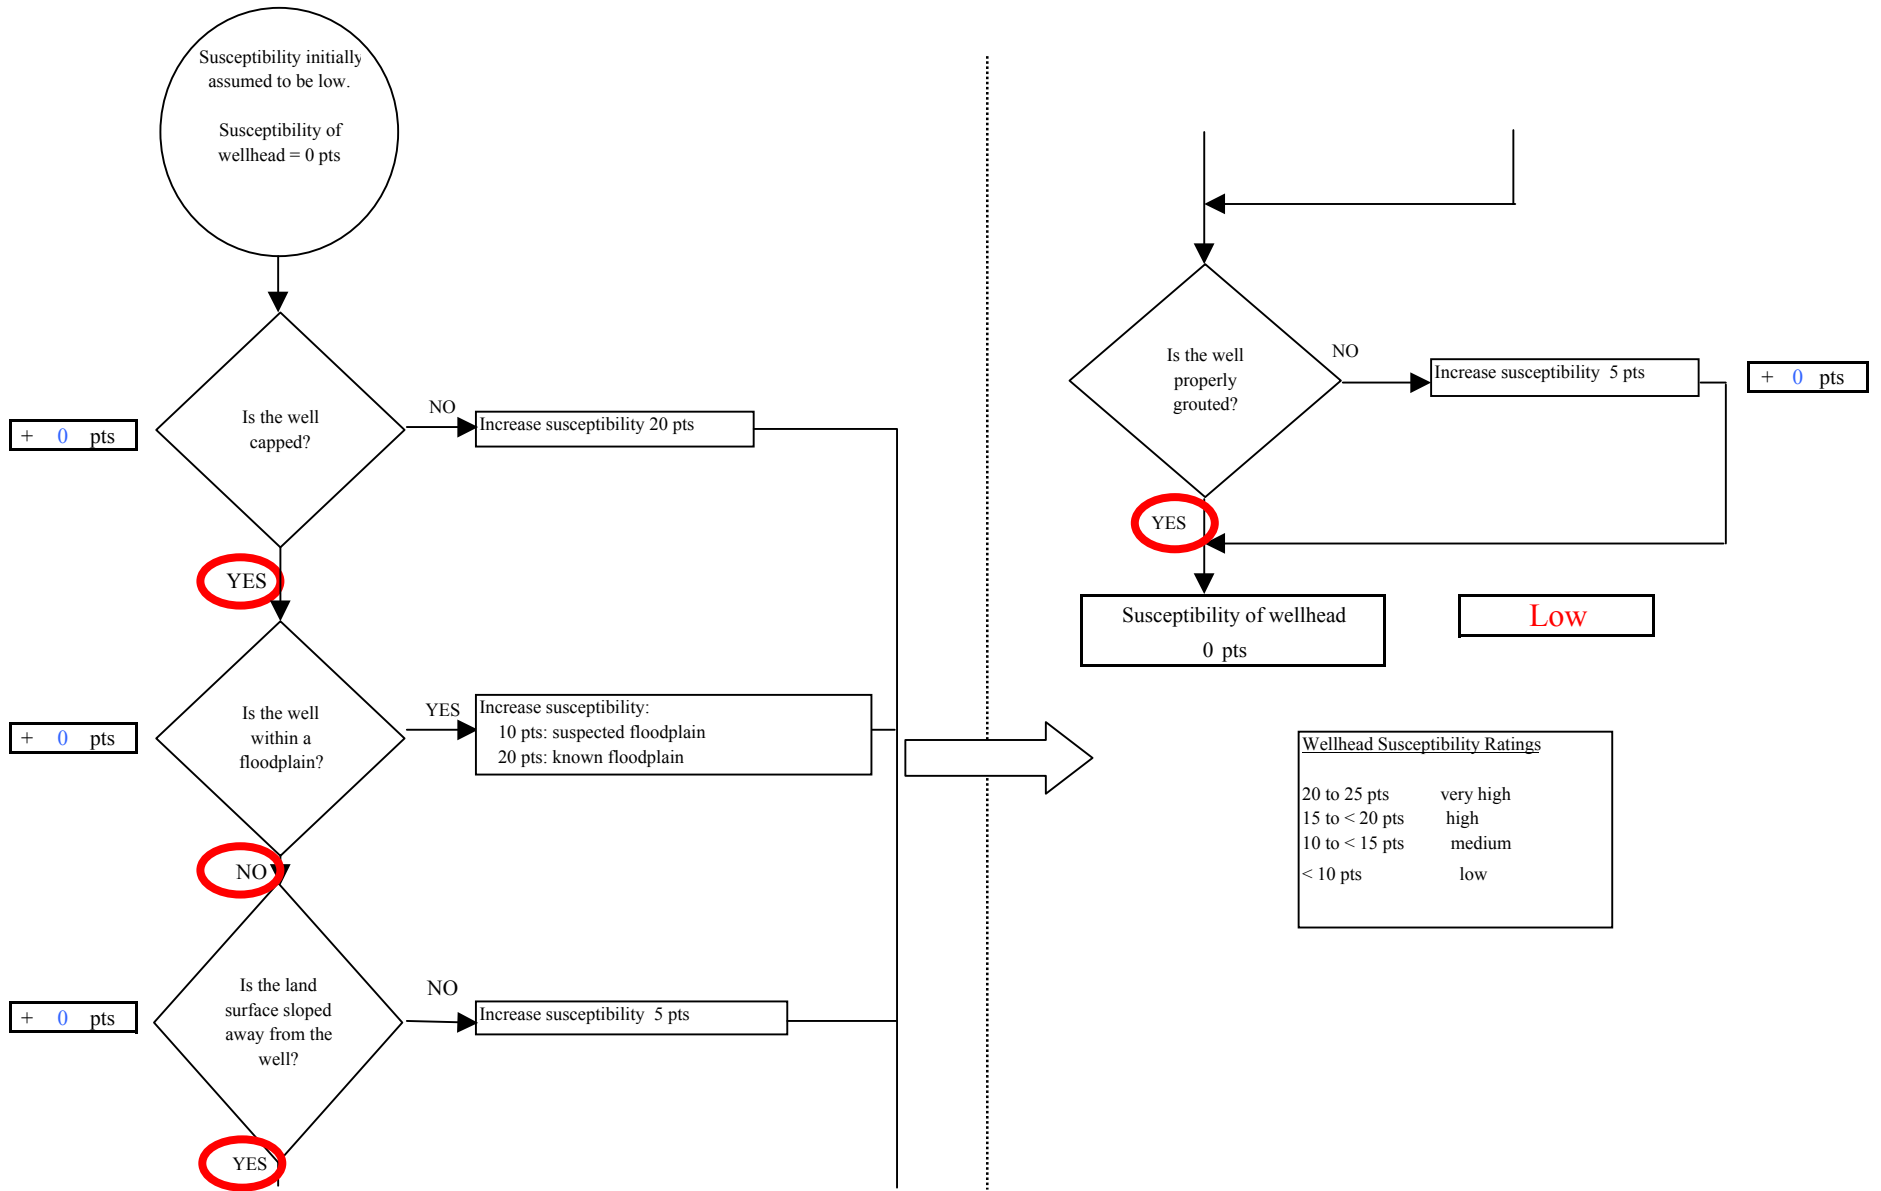 Susceptibility initially
assumed to be low.
Susceptibility of
wellhead = 0 pts
Is the well
capped?
NO
Increase susceptibility 20 pts
+ 0 pts
YES
Is the well
within a
floodplain?
YES
Increase susceptibility:
10 pts: suspected floodplain
20 pts: known floodplain
+ 0 pts
NO
Is the land
surface sloped
away from the
well?
NO
Increase susceptibility 5 pts
+ 0 pts
YES
Is the well
properly
grouted?
NO
Increase susceptibility 5 pts
+ 0 pts
YES
Susceptibility of wellhead
0 pts
Low
Wellhead Susceptibility Ratings
20 to 25 pts very high
15 to < 20 pts high
10 to < 15 pts medium
< 10 pts low